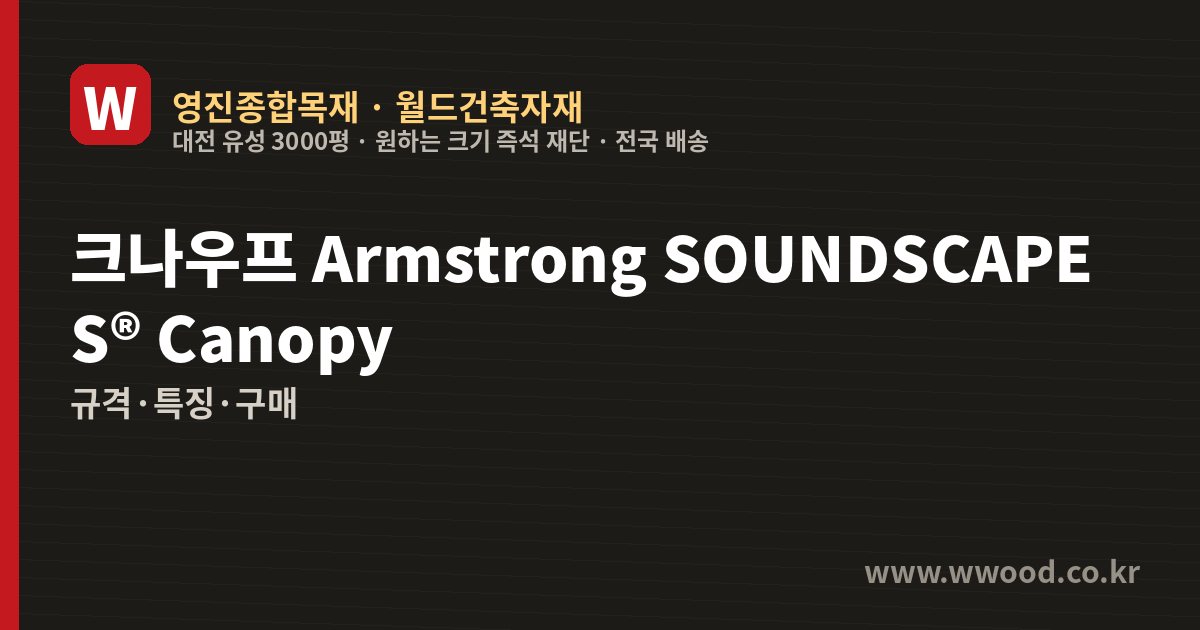 W
영진종합목재 · 월드건축자재
대전 유성 3000평 · 원하는 크기 즉석 재단 · 전국 배송
크나우프 Armstrong SOUNDSCAPE
S® Canopy
규격·특징·구매
www.wwood.co.kr